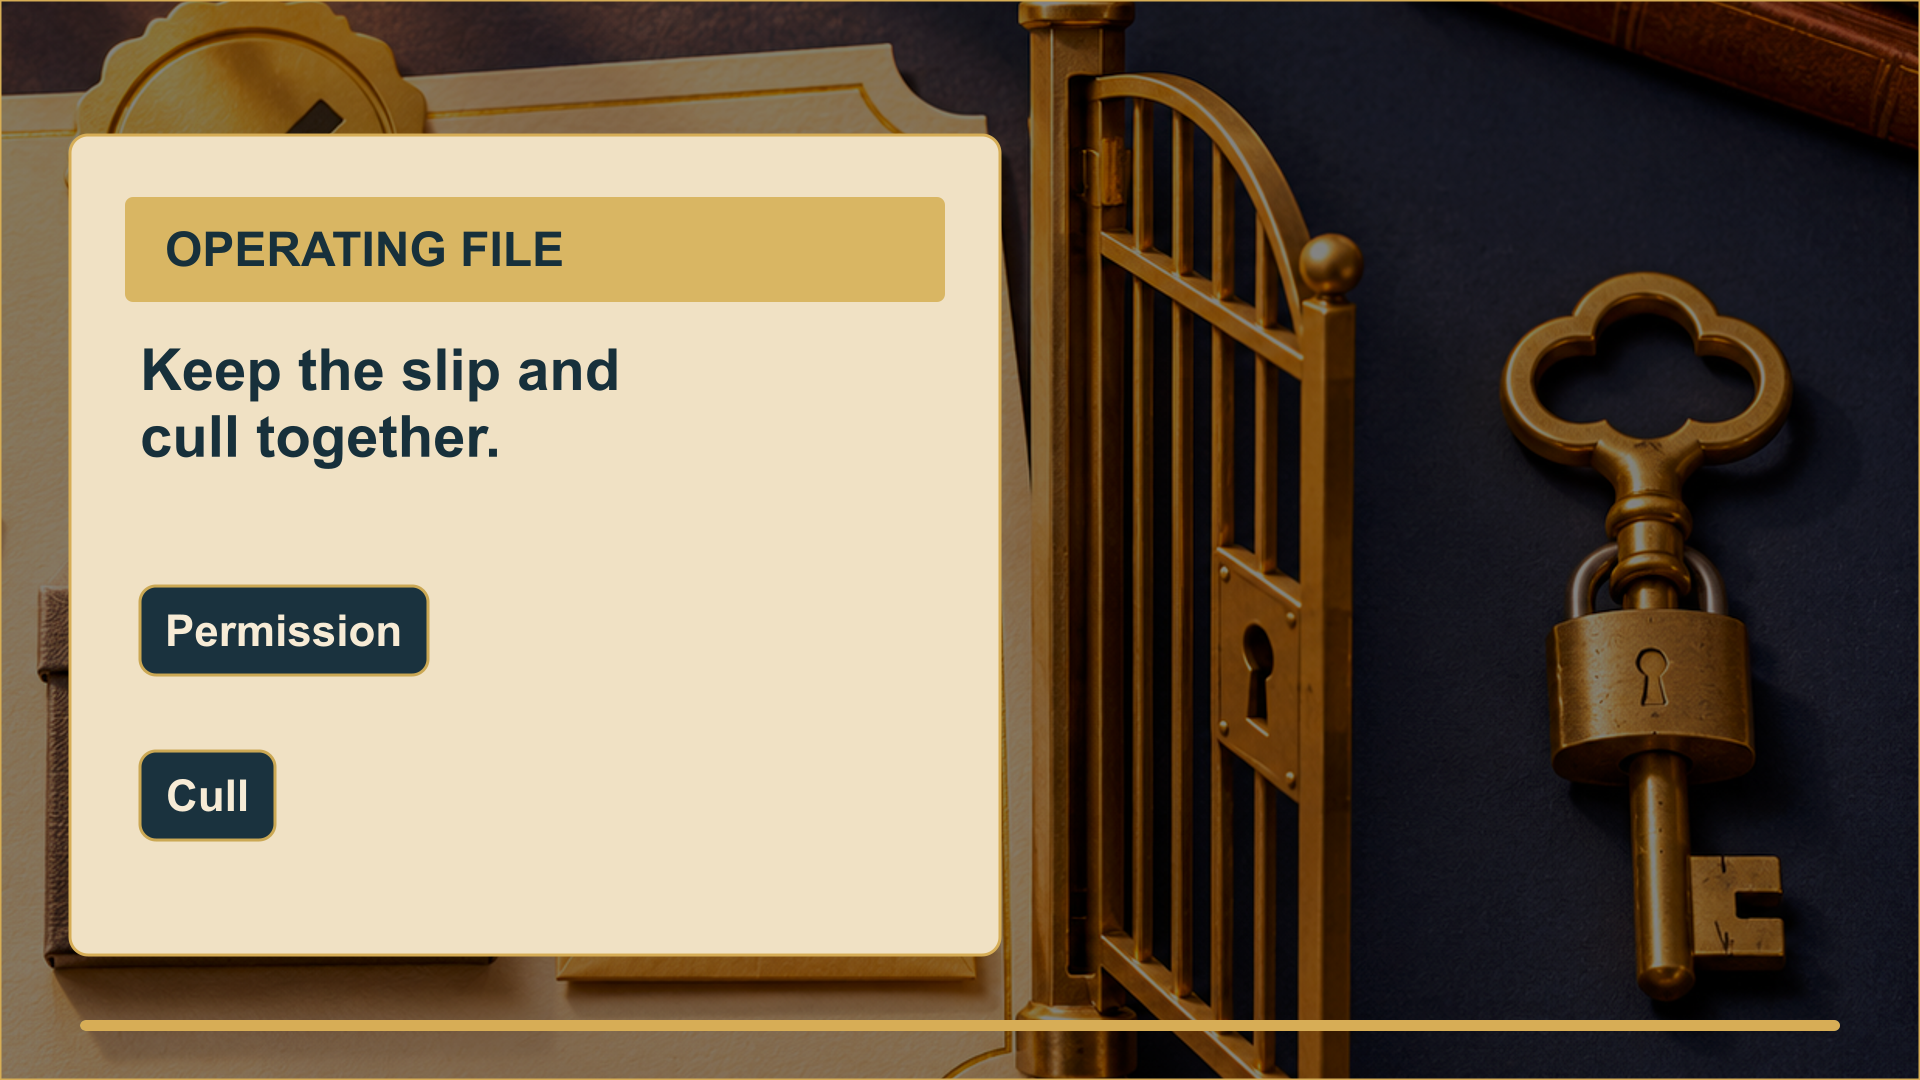 OPERATING FILE
Keep the slip and
cull together.
Permission
Cull